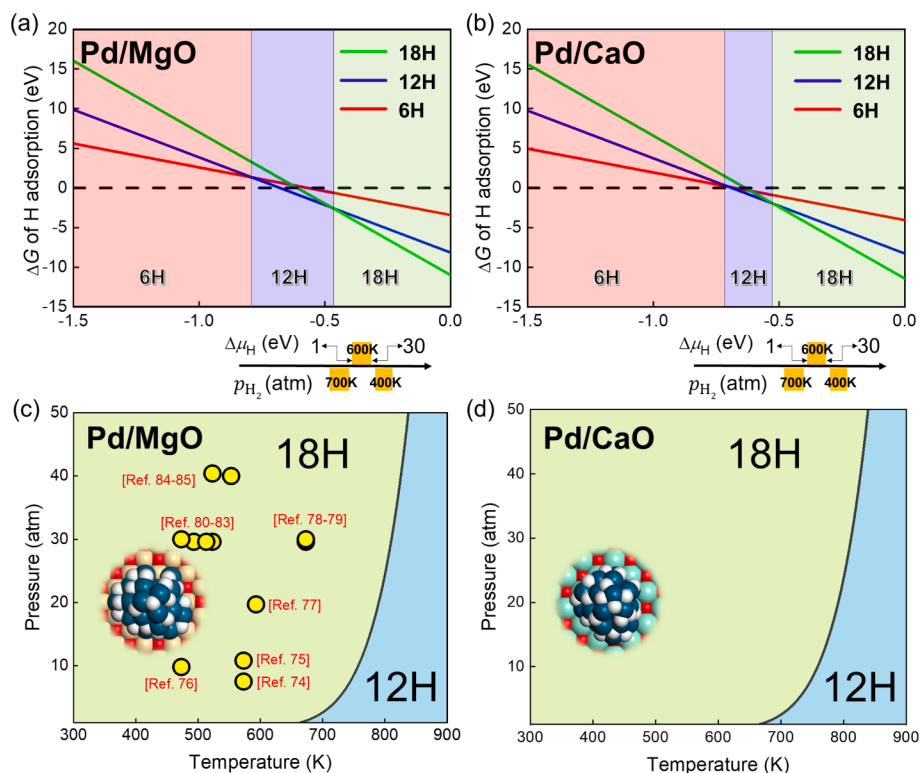 (a)
Pd/MgO
18H
12H
6H
ΔG of H adsorption (eV)
20
15
10
5
0
-5
-10
-15
6H
12H
18H
-1.5
-1.0
-0.5
0.0
Δμ_H (eV)
1
600K
30
p_H₂ (atm)
700K
400K
(b)
Pd/CaO
18H
12H
6H
ΔG of H adsorption (eV)
20
15
10
5
0
-5
-10
-15
6H
12H
18H
-1.5
-1.0
-0.5
0.0
Δμ_H (eV)
1
600K
30
p_H₂ (atm)
700K
400K
(c)
Pd/MgO
18H
[Ref. 84-85]
[Ref. 80-83]
[Ref. 78-79]
[Ref. 77]
[Ref. 75]
[Ref. 76]
[Ref. 74]
12H
Pressure (atm)
50
40
30
20
10
300
400
500
600
700
800
900
Temperature (K)
(d)
Pd/CaO
18H
12H
Pressure (atm)
50
40
30
20
10
300
400
500
600
700
800
900
Temperature (K)